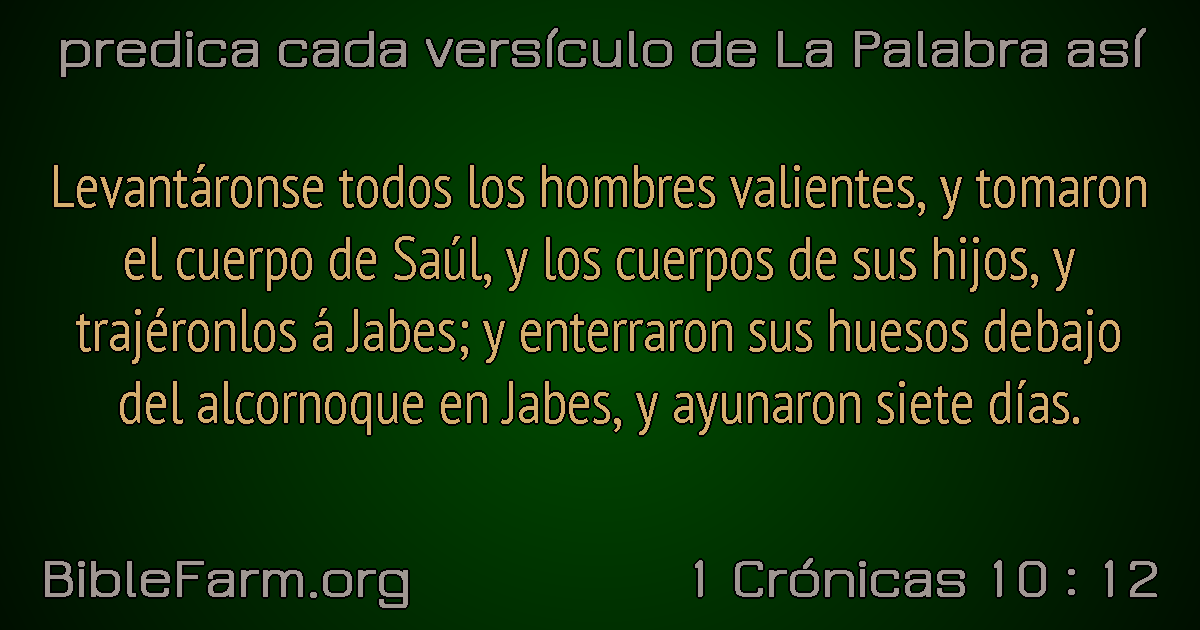 predica cada versículo de La Palabra así
Levantáronse todos los hombres valientes, y tomaron
el cuerpo de Saúl, y los cuerpos de sus hijos, y
trajéronlos á Jabes; y enterraron sus huesos debajo
del alcornoque en Jabes, y ayunaron siete días.
BibleFarm.org
1 Crónicas 10 : 12